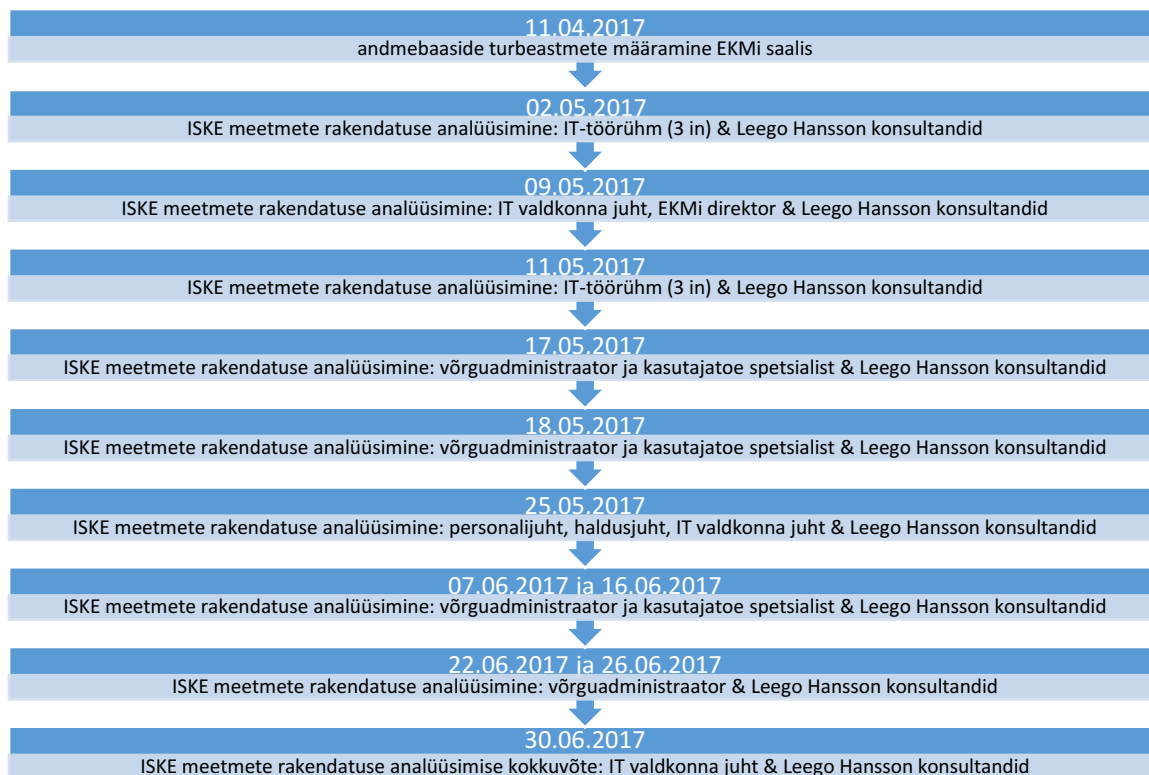 11.04.2017
andmebaaside turbeastmete määramine EKMi saalis
02.05.2017
ISKE meetmete rakendatuse analüüsimine: IT-töörühm (3 in) & Leego Hansson konsultandid
09.05.2017
ISKE meetmete rakendatuse analüüsimine: IT valdkonna juht, EKMi direktor & Leego Hansson konsultandid
11.05.2017
ISKE meetmete rakendatuse analüüsimine: IT-töörühm (3 in) & Leego Hansson konsultandid
17.05.2017
ISKE meetmete rakendatuse analüüsimine: võrguadministraator ja kasutajatoe spetsialist & Leego Hansson konsultandid
18.05.2017
ISKE meetmete rakendatuse analüüsimine: võrguadministraator ja kasutajatoe spetsialist & Leego Hansson konsultandid
25.05.2017
ISKE meetmete rakendatuse analüüsimine: personalijuht, haldusjuht, IT valdkonna juht & Leego Hansson konsultandid
07.06.2017 ja 16.06.2017
ISKE meetmete rakendatuse analüüsimine: võrguadministraator ja kasutajatoe spetsialist & Leego Hansson konsultandid
22.06.2017 ja 26.06.2017
ISKE meetmete rakendatuse analüüsimine: võrguadministraator & Leego Hansson konsultandid
30.06.2017
ISKE meetmete rakendatuse analüüsimise kokkuvõte: IT valdkonna juht & Leego Hansson konsultandid